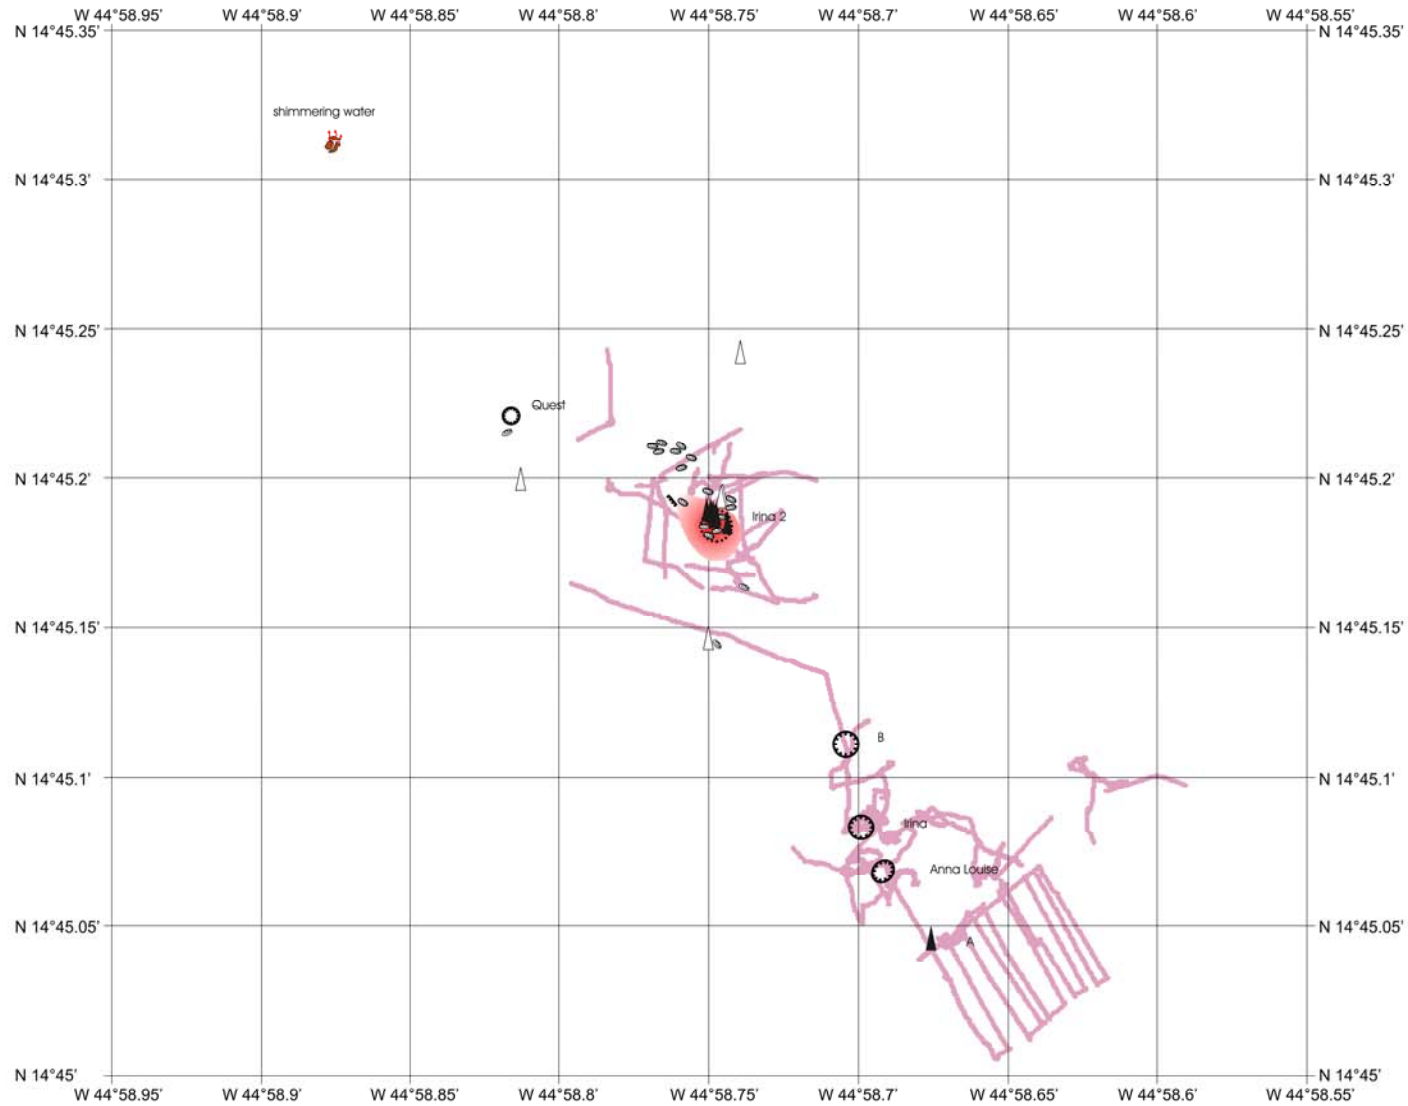 W 44°58.95' W 44°58.9' W 44°58.85' W 44°58.8' W 44°58.75' W 44°58.7' W 44°58.65' W 44°58.6' W 44°58.55'
N 14°45.35' N 14°45.35'
shimmering water
N 14°45.3' N 14°45.3'
N 14°45.25' N 14°45.25'
Quest
N 14°45.2' N 14°45.2'
Irina 2
N 14°45.15' N 14°45.15'
B
N 14°45.1' N 14°45.1'
Irina
Anna Louise
N 14°45.05' N 14°45.05'
A
N 14°45' N 14°45'
W 44°58.95' W 44°58.9' W 44°58.85' W 44°58.8' W 44°58.75' W 44°58.7' W 44°58.65' W 44°58.6' W 44°58.55'